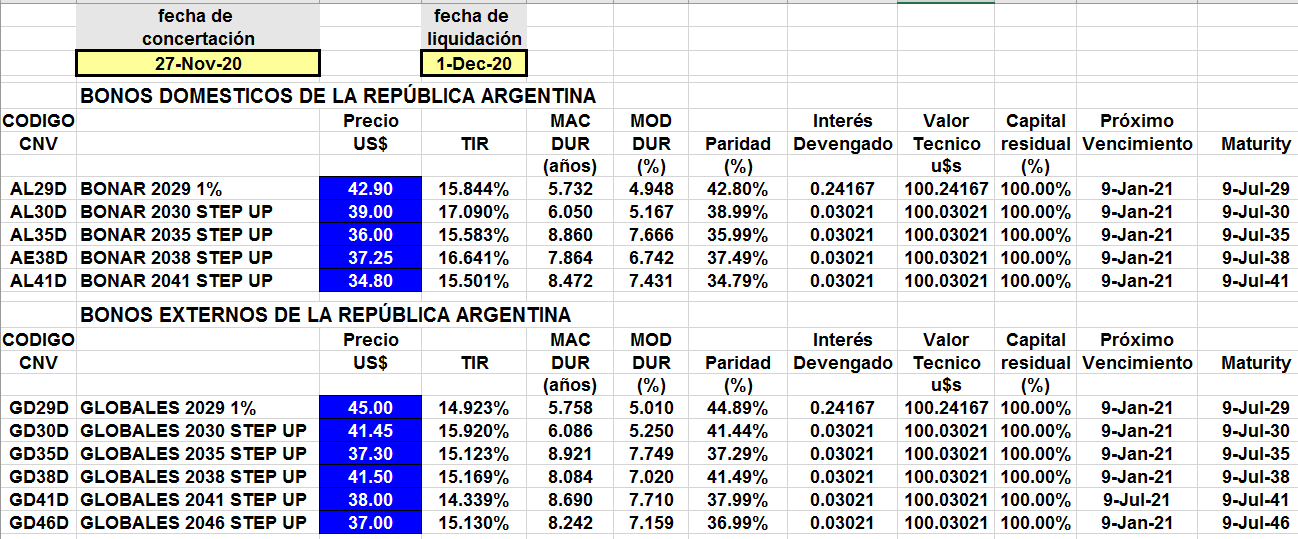 fecha de fecha de
concertación liquidación
27-Nov-20 1-Dec-20
BONOS DOMESTICOS DE LA REPÚBLICA ARGENTINA
CODIGO Precio MAC MOD Interés Valor Capital Próximo
CNV US$ TIR DUR DUR Paridad Devengado Tecnico residual Vencimiento Maturity
(años) (%) (%) u$s (%)
AL29D BONAR 2029 1% 42.90 15.844% 5.732 4.948 42.80% 0.24167 100.24167 100.00% 9-Jan-21 9-Jul-29
AL30D BONAR 2030 STEP UP 39.00 17.090% 6.050 5.167 38.99% 0.03021 100.03021 100.00% 9-Jan-21 9-Jul-30
AL35D BONAR 2035 STEP UP 36.00 15.583% 8.860 7.666 35.99% 0.03021 100.03021 100.00% 9-Jan-21 9-Jul-35
AE38D BONAR 2038 STEP UP 37.25 16.641% 7.864 6.742 37.49% 0.03021 100.03021 100.00% 9-Jan-21 9-Jul-38
AL41D BONAR 2041 STEP UP 34.80 15.501% 8.472 7.431 34.79% 0.03021 100.03021 100.00% 9-Jan-21 9-Jul-41
BONOS EXTERNOS DE LA REPÚBLICA ARGENTINA
CODIGO Precio MAC MOD Interés Valor Capital Próximo
CNV US$ TIR DUR DUR Paridad Devengado Tecnico residual Vencimiento Maturity
(años) (%) (%) u$s (%)
GD29D GLOBALES 2029 1% 45.00 14.923% 5.758 5.010 44.89% 0.24167 100.24167 100.00% 9-Jan-21 9-Jul-29
GD30D GLOBALES 2030 STEP UP 41.45 15.920% 6.086 5.250 41.44% 0.03021 100.03021 100.00% 9-Jan-21 9-Jul-30
GD35D GLOBALES 2035 STEP UP 37.30 15.123% 8.921 7.749 37.29% 0.03021 100.03021 100.00% 9-Jan-21 9-Jul-35
GD38D GLOBALES 2038 STEP UP 41.50 15.169% 8.084 7.020 41.49% 0.03021 100.03021 100.00% 9-Jan-21 9-Jul-38
GD41D GLOBALES 2041 STEP UP 38.00 14.339% 8.690 7.710 37.99% 0.03021 100.03021 100.00% 9-Jul-21 9-Jul-41
GD46D GLOBALES 2046 STEP UP 37.00 15.130% 8.242 7.159 36.99% 0.03021 100.03021 100.00% 9-Jan-21 9-Jul-46